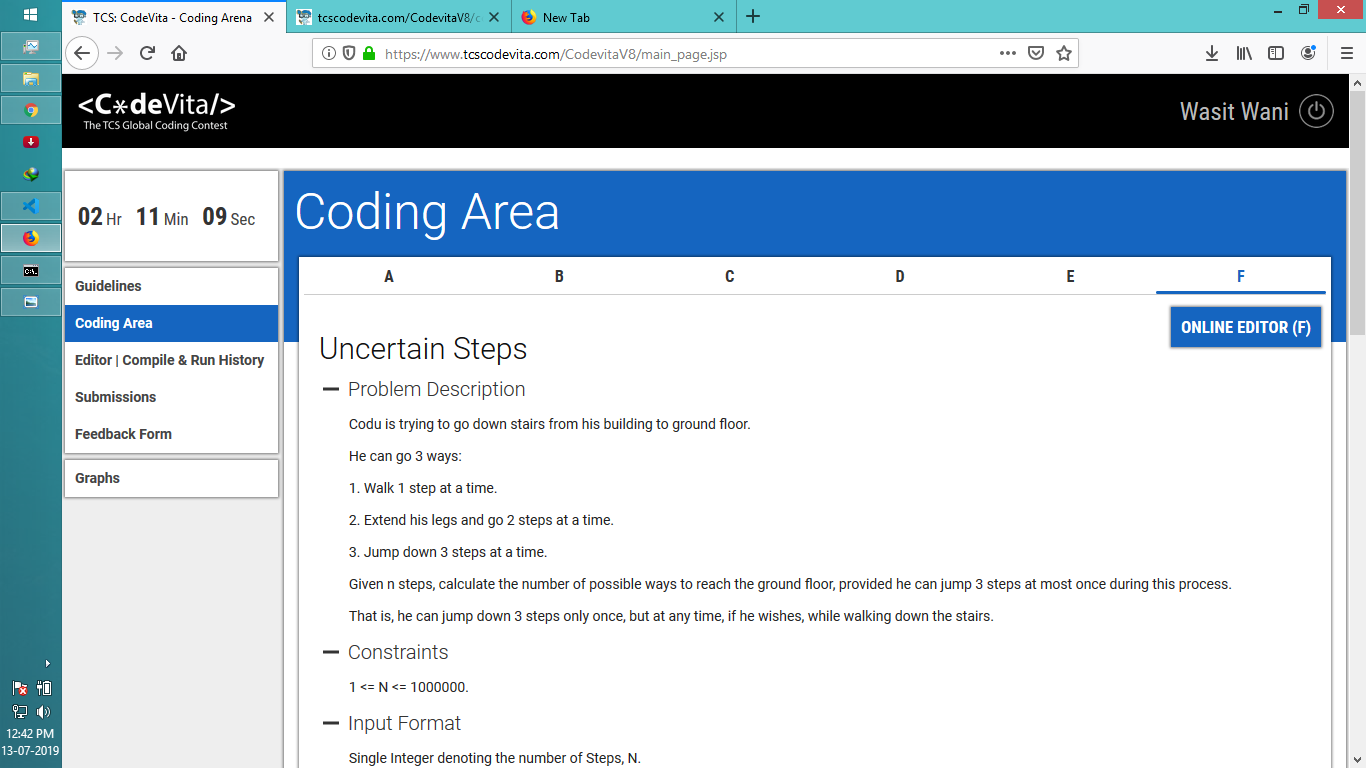 TCS: CodeVita - Coding Arena
tcscodevita.com/CodevitaV8/
New Tab
https://www.tcscodevita.com/CodevitaV8/main_page.jsp
<C*deVita/>
The TCS Global Coding Contest
Wasit Wani
02 Hr 11 Min 09 Sec
Guidelines
Coding Area
Editor | Compile & Run History
Submissions
Feedback Form
Graphs
Coding Area
A B C D E F
ONLINE EDITOR (F)
Uncertain Steps
Problem Description
Codu is trying to go down stairs from his building to ground floor.
He can go 3 ways:
1. Walk 1 step at a time.
2. Extend his legs and go 2 steps at a time.
3. Jump down 3 steps at a time.
Given n steps, calculate the number of possible ways to reach the ground floor, provided he can jump 3 steps at most once during this process.
That is, he can jump down 3 steps only once, but at any time, if he wishes, while walking down the stairs.
Constraints
1 <= N <= 1000000.
Input Format
Single Integer denoting the number of Steps, N.
12:42 PM
13-07-2019